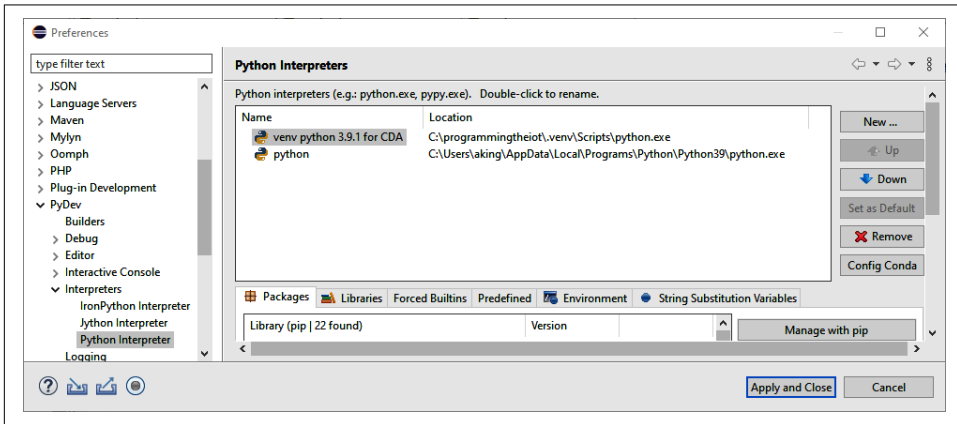 Preferences
type filter text
JSON
Language Servers
Maven
Mylyn
Oomph
PHP
Plug-in Development
PyDev
Builders
Debug
Editor
Interactive Console
Interpreters
IronPython Interpreter
Jython Interpreter
Python Interpreter
Logging
Python Interpreters
Python interpreters (e.g.: python.exe, pypy.exe). Double-click to rename.
Name Location
venv python 3.9.1 for CDA C:\programmingtheiot\.venv\Scripts\python.exe
python C:\Users\aking\AppData\Local\Programs\Python\Python39\python.exe
New ...
Up
Down
Set as Default
Remove
Config Conda
Packages Libraries Forced Builtins Predefined Environment String Substitution Variables
Library (pip | 22 found) Version
Manage with pip
Apply and Close Cancel